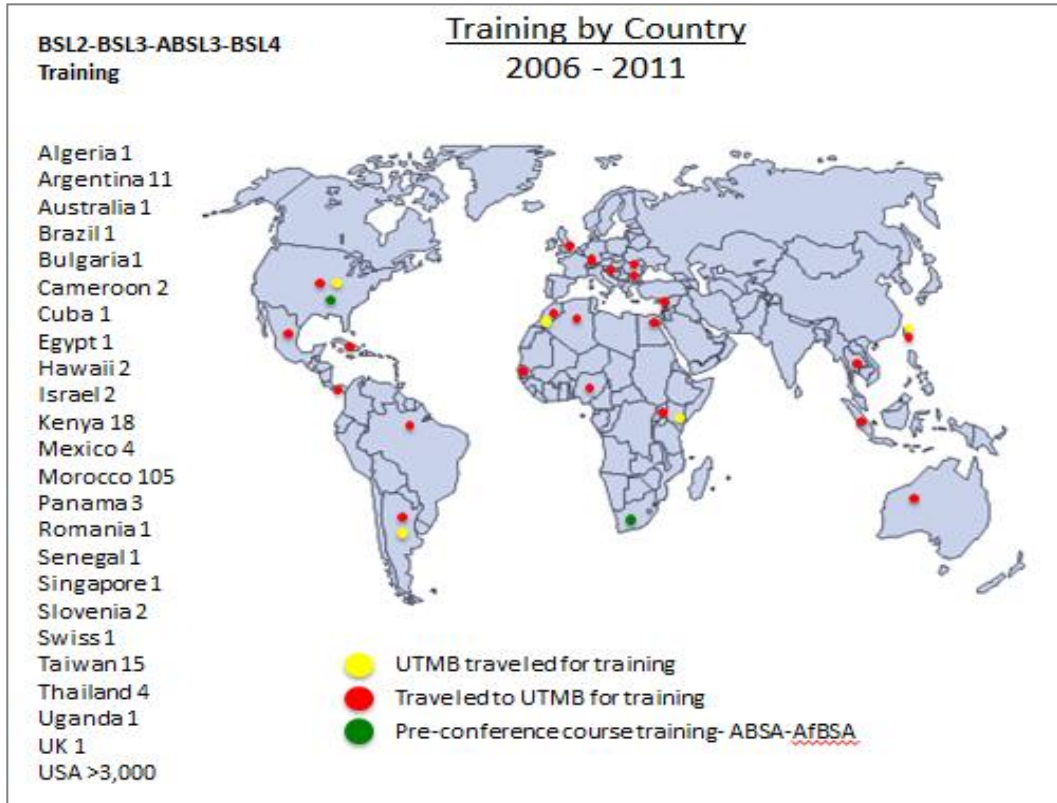 Training by Country
2006 - 2011
BSL2-BSL3-ABSL3-BSL4
Training
Algeria 1
Argentina 11
Australia 1
Brazil 1
Bulgaria 1
Cameroon 2
Cuba 1
Egypt 1
Hawaii 2
Israel 2
Kenya 18
Mexico 4
Morocco 105
Panama 3
Romania 1
Senegal 1
Singapore 1
Slovenia 2
Swiss 1
Taiwan 15
Thailand 4
Uganda 1
UK 1
USA >3,000
UTMB traveled for training
Traveled to UTMB for training
Pre-conference course training- ABSA-AfBSA